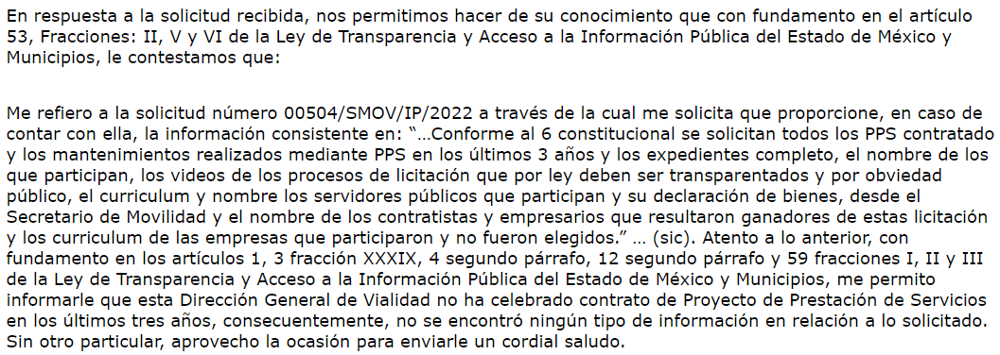 En respuesta a la solicitud recibida, nos permitimos hacer de su conocimiento que con fundamento en el artículo
53, Fracciones: II, V y VI de la Ley de Transparencia y Acceso a la Información Pública del Estado de México y
Municipios, le contestamos que:
Me refiero a la solicitud número 00504/SMOV/IP/2022 a través de la cual me solicita que proporcione, en caso de
contar con ella, la información consistente en: “…Conforme al 6 constitucional se solicitan todos los PPS contratado
y los mantenimientos realizados mediante PPS en los últimos 3 años y los expedientes completo, el nombre de los
que participan, los videos de los procesos de licitación que por ley deben ser transparentados y por obviedad
público, el curriculum y nombre los servidores públicos que participan y su declaración de bienes, desde el
Secretario de Movilidad y el nombre de los contratistas y empresarios que resultaron ganadores de estas licitación
y los curriculum de las empresas que participaron y no fueron elegidos.” … (sic). Atento a lo anterior, con
fundamento en los artículos 1, 3 fracción XXXIX, 4 segundo párrafo, 12 segundo párrafo y 59 fracciones I, II y III
de la Ley de Transparencia y Acceso a la Información Pública del Estado de México y Municipios, me permito
informarle que esta Dirección General de Vialidad no ha celebrado contrato de Proyecto de Prestación de Servicios
en los últimos tres años, consecuentemente, no se encontró ningún tipo de información en relación a lo solicitado.
Sin otro particular, aprovecho la ocasión para enviarle un cordial saludo.